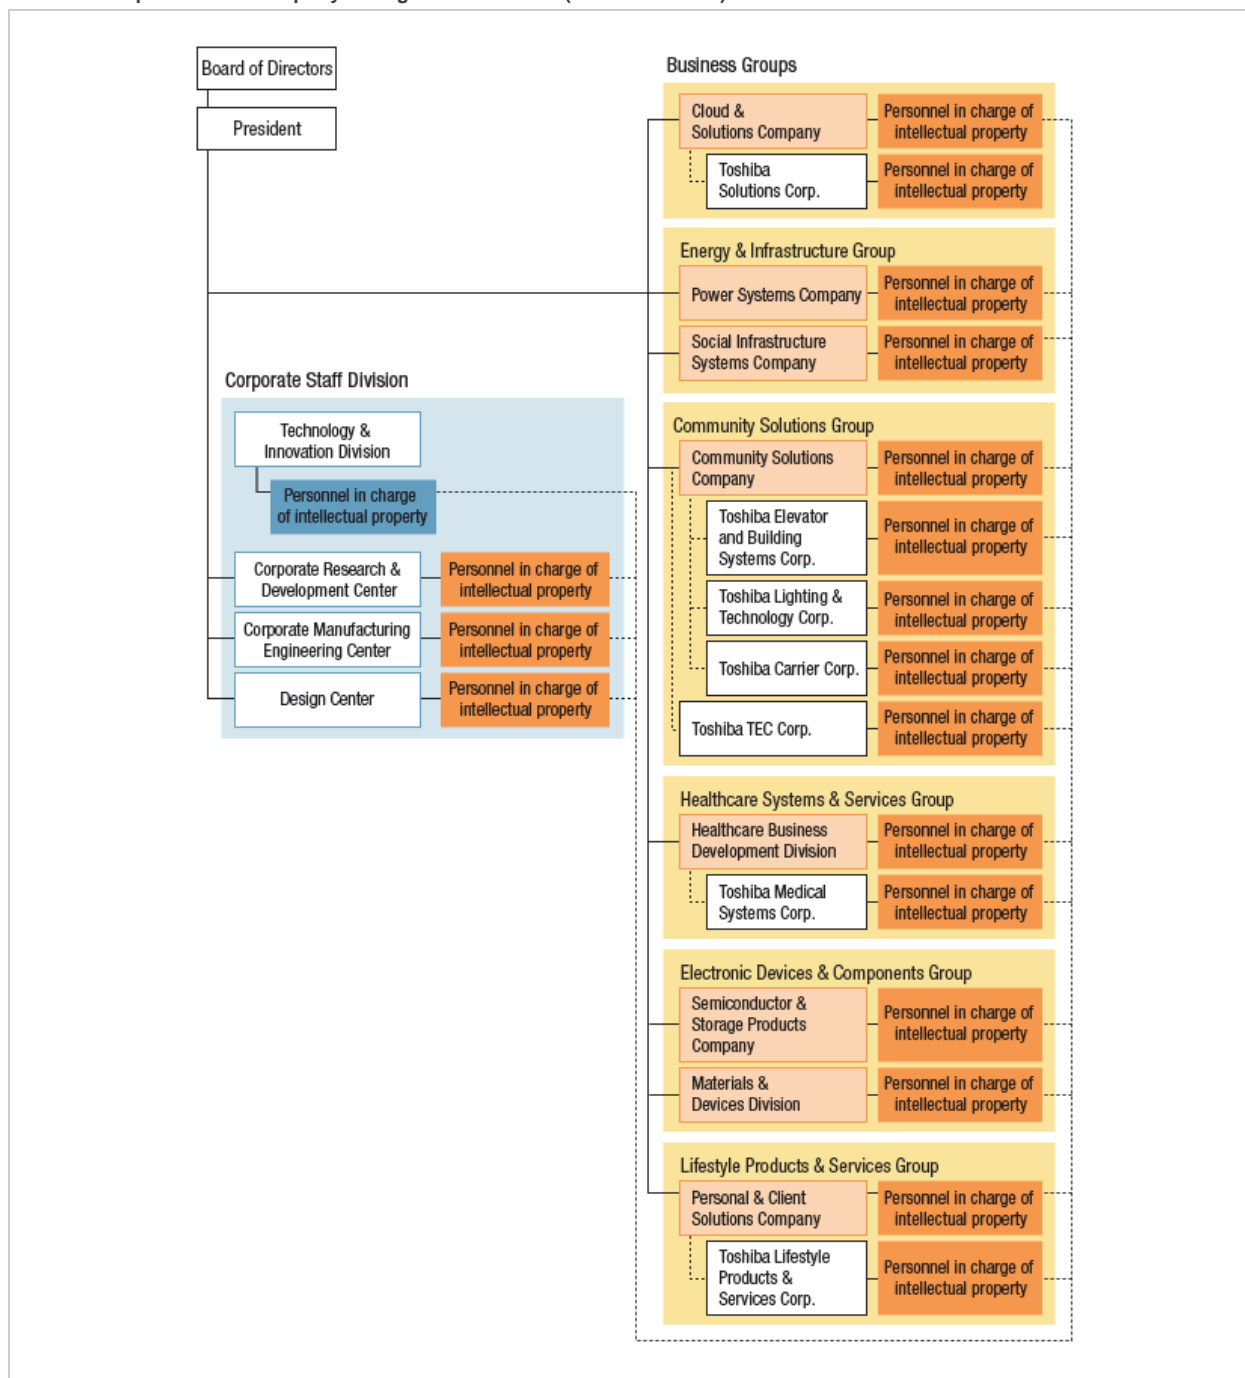 Board of Directors
President
Corporate Staff Division
Technology &
Innovation Division
Personnel in charge
of intellectual property
Corporate Research &
Development Center
Personnel in charge of
intellectual property
Corporate Manufacturing
Engineering Center
Personnel in charge of
intellectual property
Design Center
Personnel in charge of
intellectual property
Business Groups
Cloud &
Solutions Company
Personnel in charge of
intellectual property
Toshiba
Solutions Corp.
Personnel in charge of
intellectual property
Energy & Infrastructure Group
Power Systems Company
Personnel in charge of
intellectual property
Social Infrastructure
Systems Company
Personnel in charge of
intellectual property
Community Solutions Group
Community Solutions
Company
Personnel in charge of
intellectual property
Toshiba Elevator
and Building
Systems Corp.
Personnel in charge of
intellectual property
Toshiba Lighting &
Technology Corp.
Personnel in charge of
intellectual property
Toshiba Carrier Corp.
Personnel in charge of
intellectual property
Toshiba TEC Corp.
Personnel in charge of
intellectual property
Healthcare Systems & Services Group
Healthcare Business
Development Division
Personnel in charge of
intellectual property
Toshiba Medical
Systems Corp.
Personnel in charge of
intellectual property
Electronic Devices & Components Group
Semiconductor &
Storage Products
Company
Personnel in charge of
intellectual property
Materials &
Devices Division
Personnel in charge of
intellectual property
Lifestyle Products & Services Group
Personal & Client
Solutions Company
Personnel in charge of
intellectual property
Toshiba Lifestyle
Products &
Services Corp.
Personnel in charge of
intellectual property